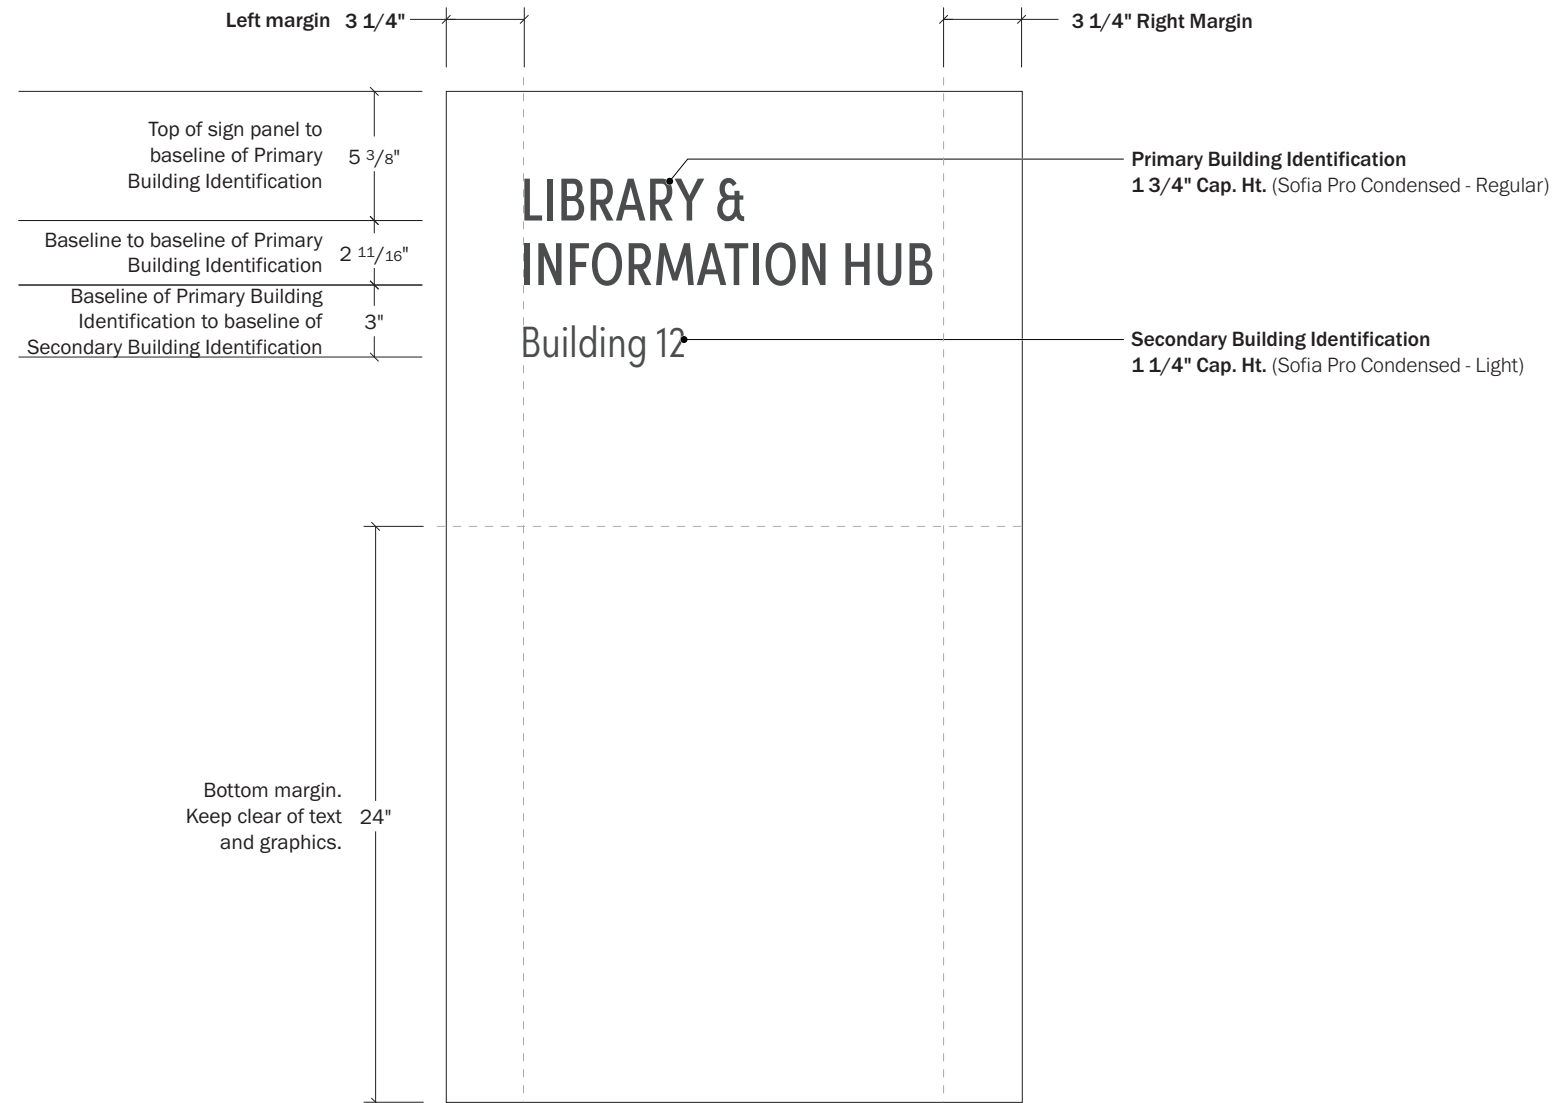 Left margin 3 1/4"
3 1/4" Right Margin
Top of sign panel to
baseline of Primary
Building Identification
5 3/8"
Primary Building Identification
1 3/4" Cap. Ht. (Sofia Pro Condensed - Regular)
LIBRARY &
INFORMATION HUB
Baseline to baseline of Primary
Building Identification
2 11/16"
Baseline of Primary Building
Identification to baseline of
Secondary Building Identification
3"
Building 12
Secondary Building Identification
1 1/4" Cap. Ht. (Sofia Pro Condensed - Light)
Bottom margin.
Keep clear of text
and graphics.
24"